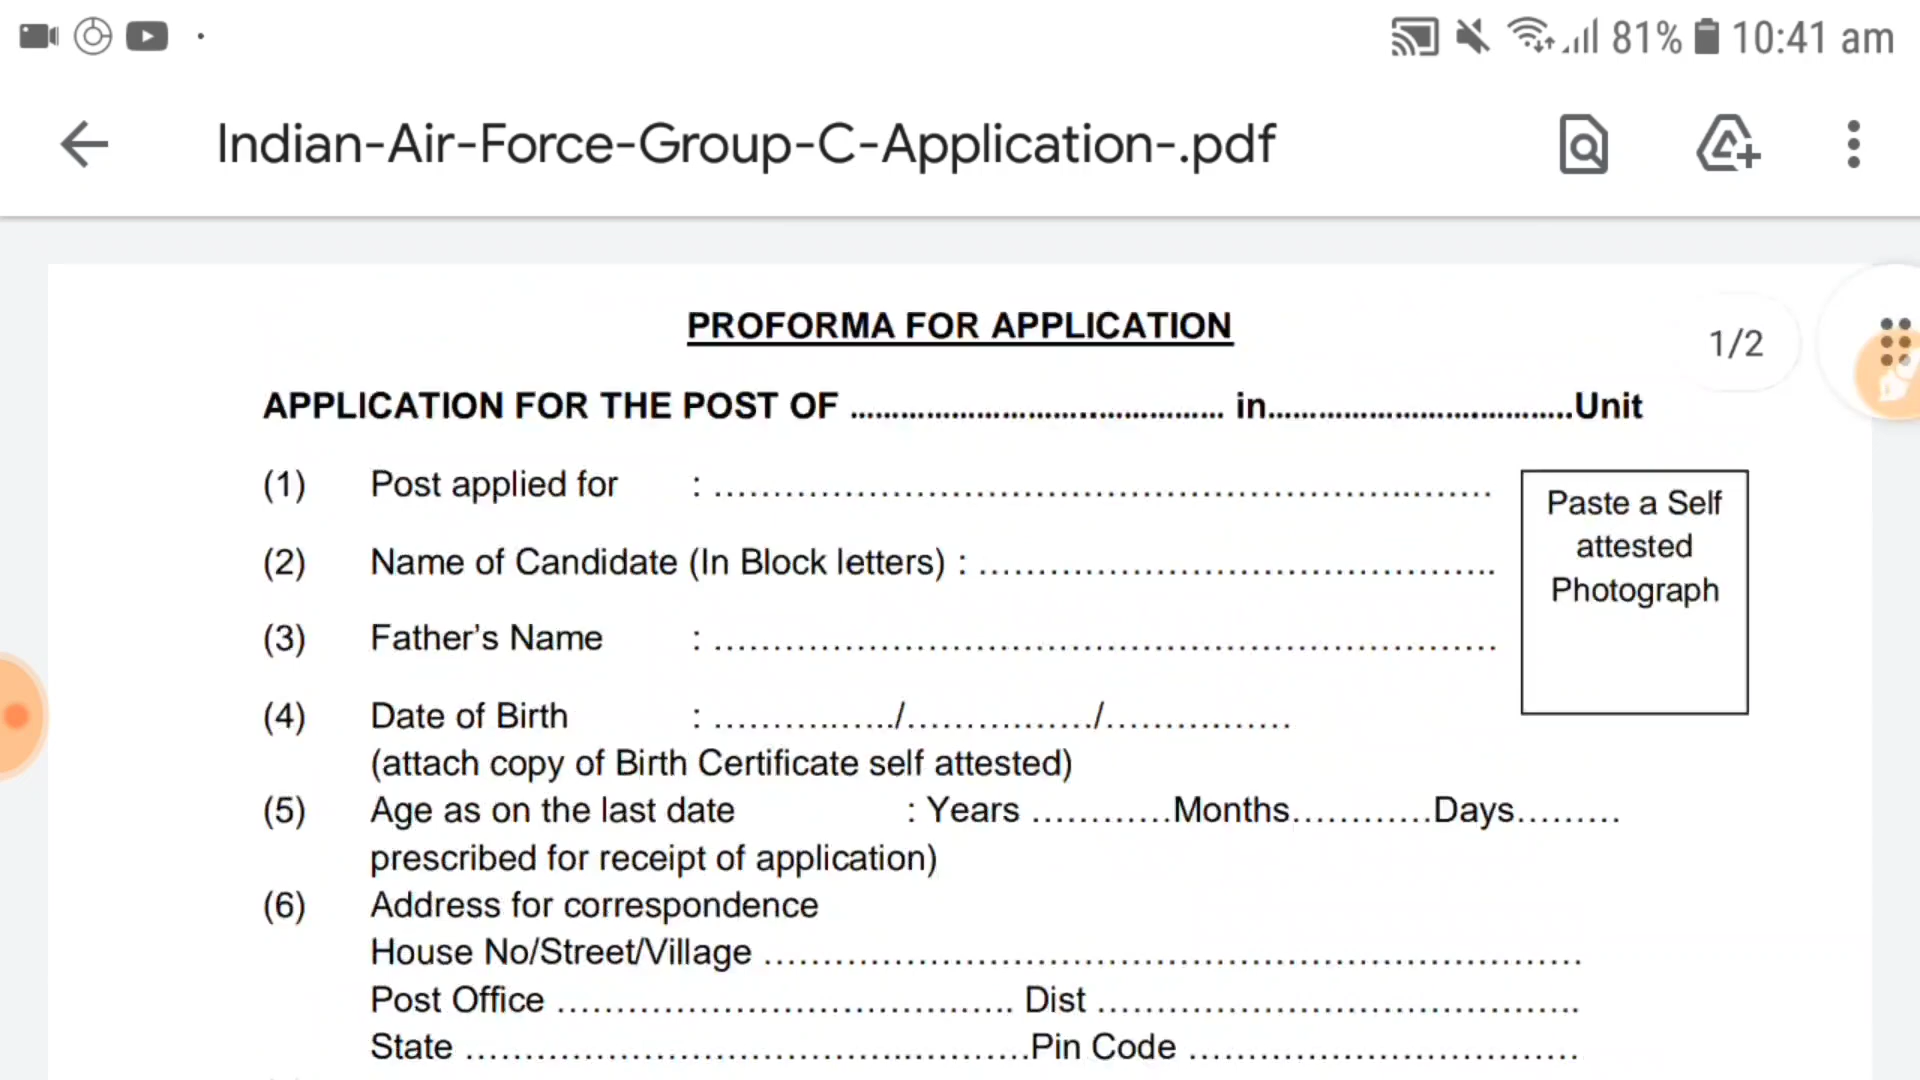 81% 10:41 am
Indian-Air-Force-Group-C-Application-.pdf
PROFORMA FOR APPLICATION
1/2
APPLICATION FOR THE POST OF ............................................ in....................................Unit
(1) Post applied for : ..................................................................
Paste a Self
attested
Photograph
(2) Name of Candidate (In Block letters) : ............................................
(3) Father’s Name : ..................................................................
(4) Date of Birth : ................/................/................
(attach copy of Birth Certificate self attested)
(5) Age as on the last date : Years ............Months............Days.........
prescribed for receipt of application)
(6) Address for correspondence
House No/Street/Village ......................................................................
Post Office ....................................... Dist .........................................
State ................................................Pin Code .................................